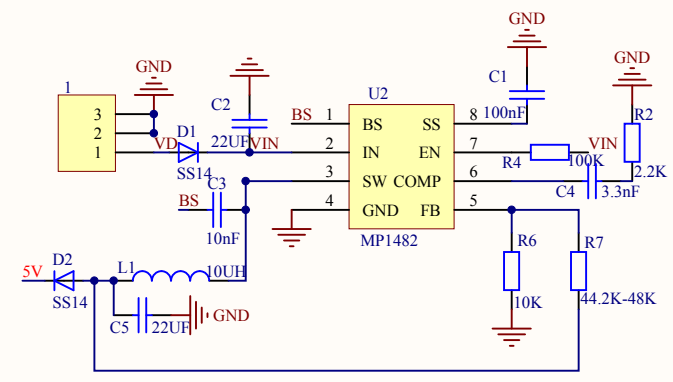 GND
GND
GND
1
C1
U2
C2
3
D1
BS
1
BS
SS
8
100nF
R2
2
22UF
1
VD
VIN
2
IN
EN
7
R4
100K
VIN
SS14
C3
3
SW
COMP
6
C4
3.3nF
2.2K
BS
4
GND
FB
5
10nF
MP1482
R6
R7
D2
5V
L1
10UH
SS14
10K
44.2K-48K
C5
22UF
GND